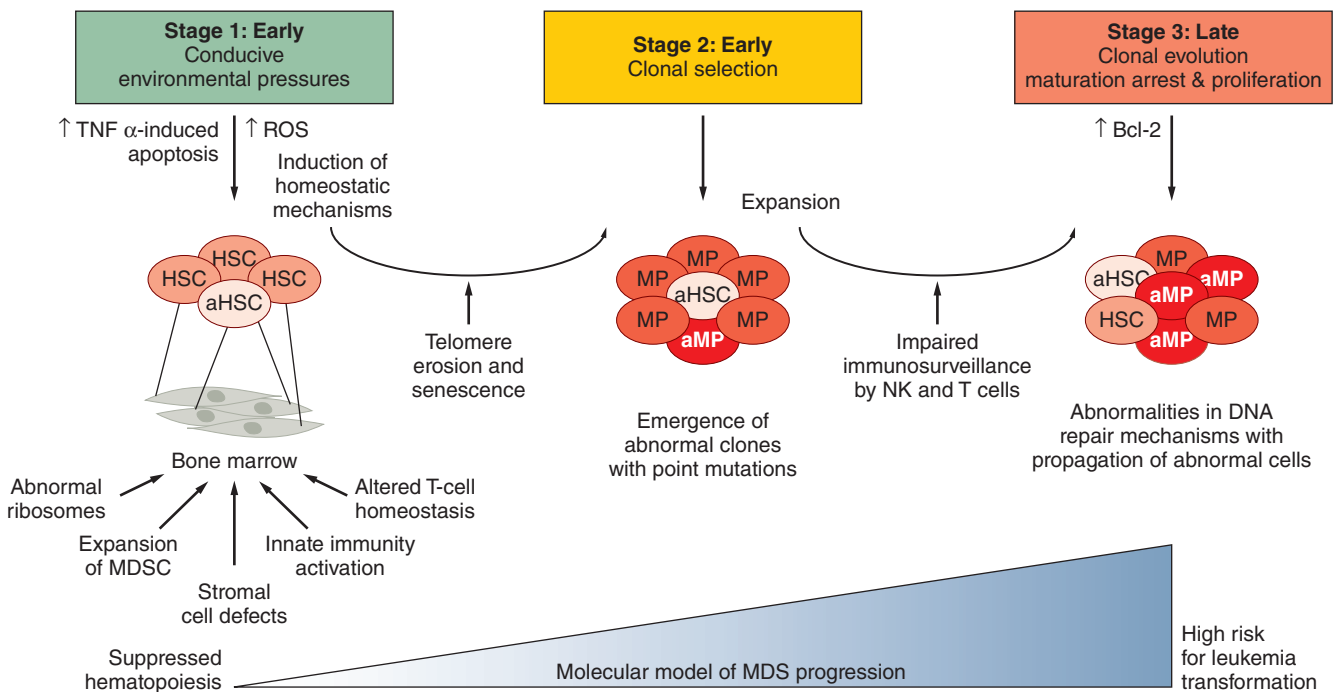 Stage 1: Early
Conducive
environmental pressures
Stage 2: Early
Clonal selection
Stage 3: Late
Clonal evolution
maturation arrest & proliferation
↑ TNF α-induced
apoptosis
↑ ROS
Induction of
homeostatic
mechanisms
Expansion
↑ Bcl-2
HSC
HSC
HSC
aHSC
MP
MP
MP
aHSC
MP
MP
aMP
MP
aHSC
aMP
aMP
HSC
MP
aMP
Telomere
erosion and
senescence
Impaired
immunosurveillance
by NK and T cells
Emergence of
abnormal clones
with point mutations
Abnormalities in DNA
repair mechanisms with
propagation of abnormal cells
Bone marrow
Abnormal
ribosomes
Expansion
of MDSC
Stromal
cell defects
Innate immunity
activation
Altered T-cell
homeostasis
Suppressed
hematopoiesis
Molecular model of MDS progression
High risk
for leukemia
transformation